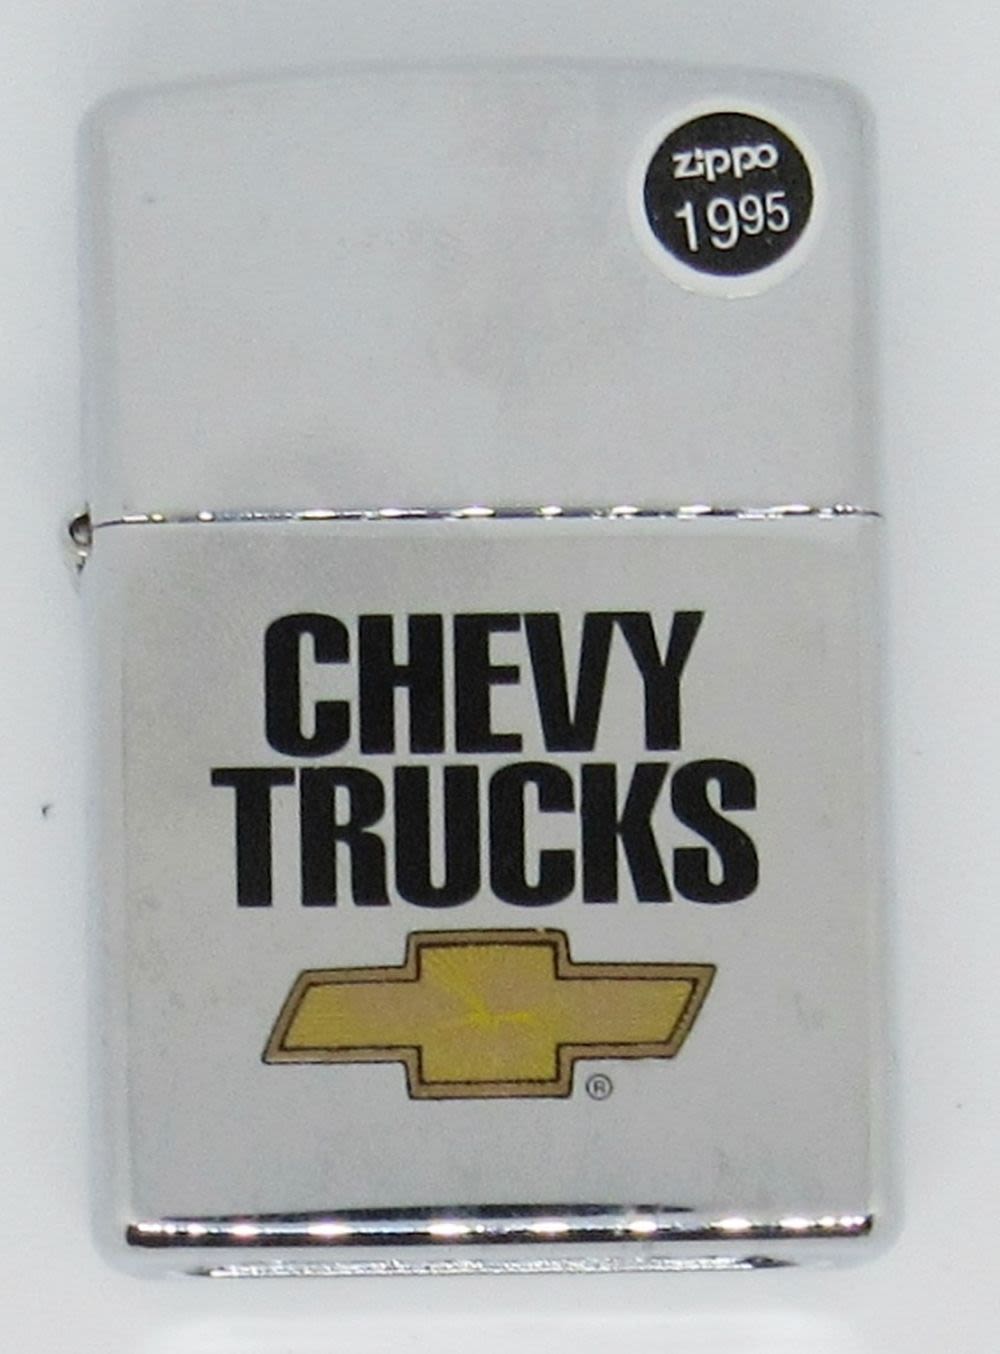 zippo
1995
CHEVY
TRUCKS
®